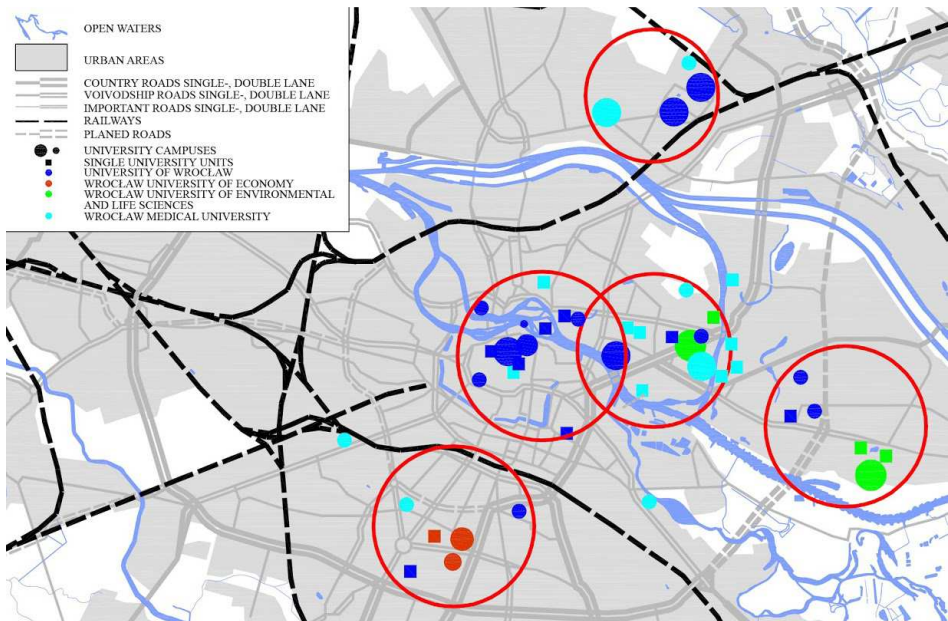 OPEN WATERS
URBAN AREAS
COUNTRY ROADS SINGLE-, DOUBLE LANE
VOIVODSHIP ROADS SINGLE-, DOUBLE LANE
IMPORTANT ROADS SINGLE-, DOUBLE LANE
RAILWAYS
PLANED ROADS
UNIVERSITY CAMPUSES
SINGLE UNIVERSITY UNITS
UNIVERSITY OF WROCŁAW
WROCŁAW UNIVERSITY OF ECONOMY
WROCŁAW UNIVERSITY OF ENVIRONMENTAL
AND LIFE SCIENCES
WROCŁAW MEDICAL UNIVERSITY